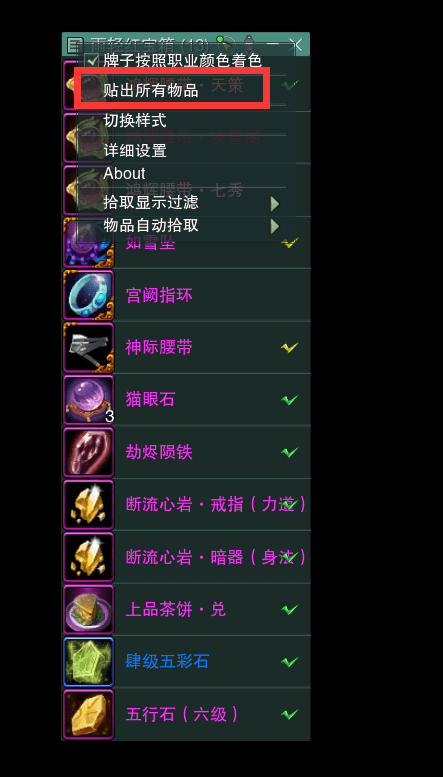 雨轻红宝箱 (13)
牌子按照职业颜色着色
鸿辉腰带·天策
贴出所有物品
切换样式
详细设置
About
鸿辉腰带·七秀
拾取显示过滤
物品自动拾取
如雪坠
宫阙指环
神际腰带
猫眼石
3
劫烬陨铁
断流心岩·戒指（力道）
断流心岩·暗器（身法）
上品茶饼·兑
肆级五彩石
五行石（六级）